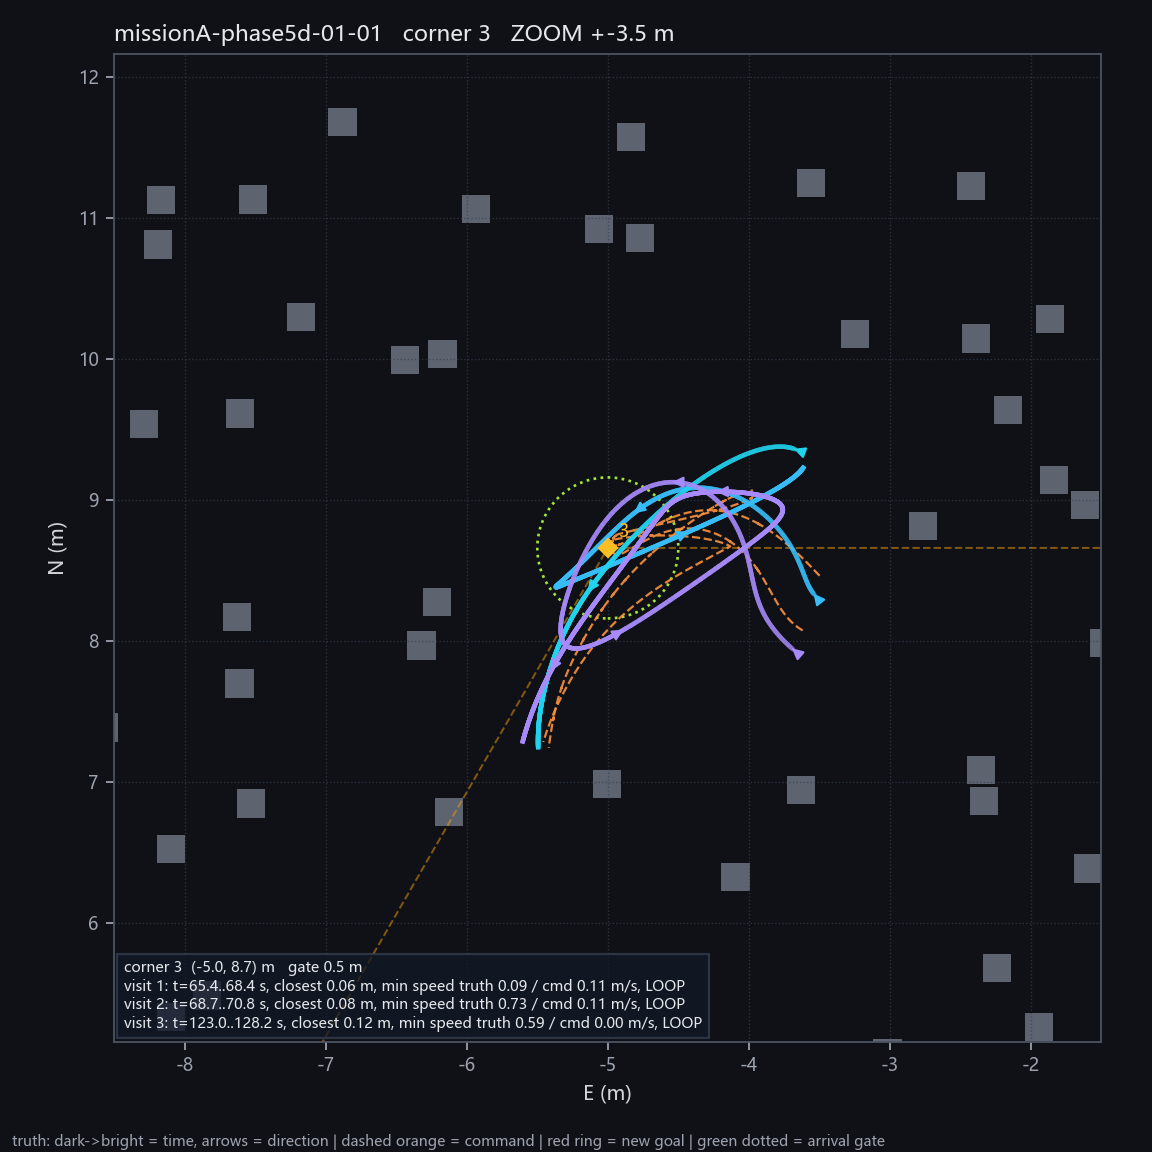 missionA-phase5d-01-01   corner 3   ZOOM +-3.5 m
12
11
10
9
8
7
6
N (m)
3
corner 3  (-5.0, 8.7) m   gate 0.5 m
visit 1: t=65.4..68.4 s, closest 0.06 m, min speed truth 0.09 / cmd 0.11 m/s, LOOP
visit 2: t=68.7..70.8 s, closest 0.08 m, min speed truth 0.73 / cmd 0.11 m/s, LOOP
visit 3: t=123.0..128.2 s, closest 0.12 m, min speed truth 0.59 / cmd 0.00 m/s, LOOP
-8 -7 -6 -5 -4 -3 -2
E (m)
truth: dark->bright = time, arrows = direction | dashed orange = command | red ring = new goal | green dotted = arrival gate